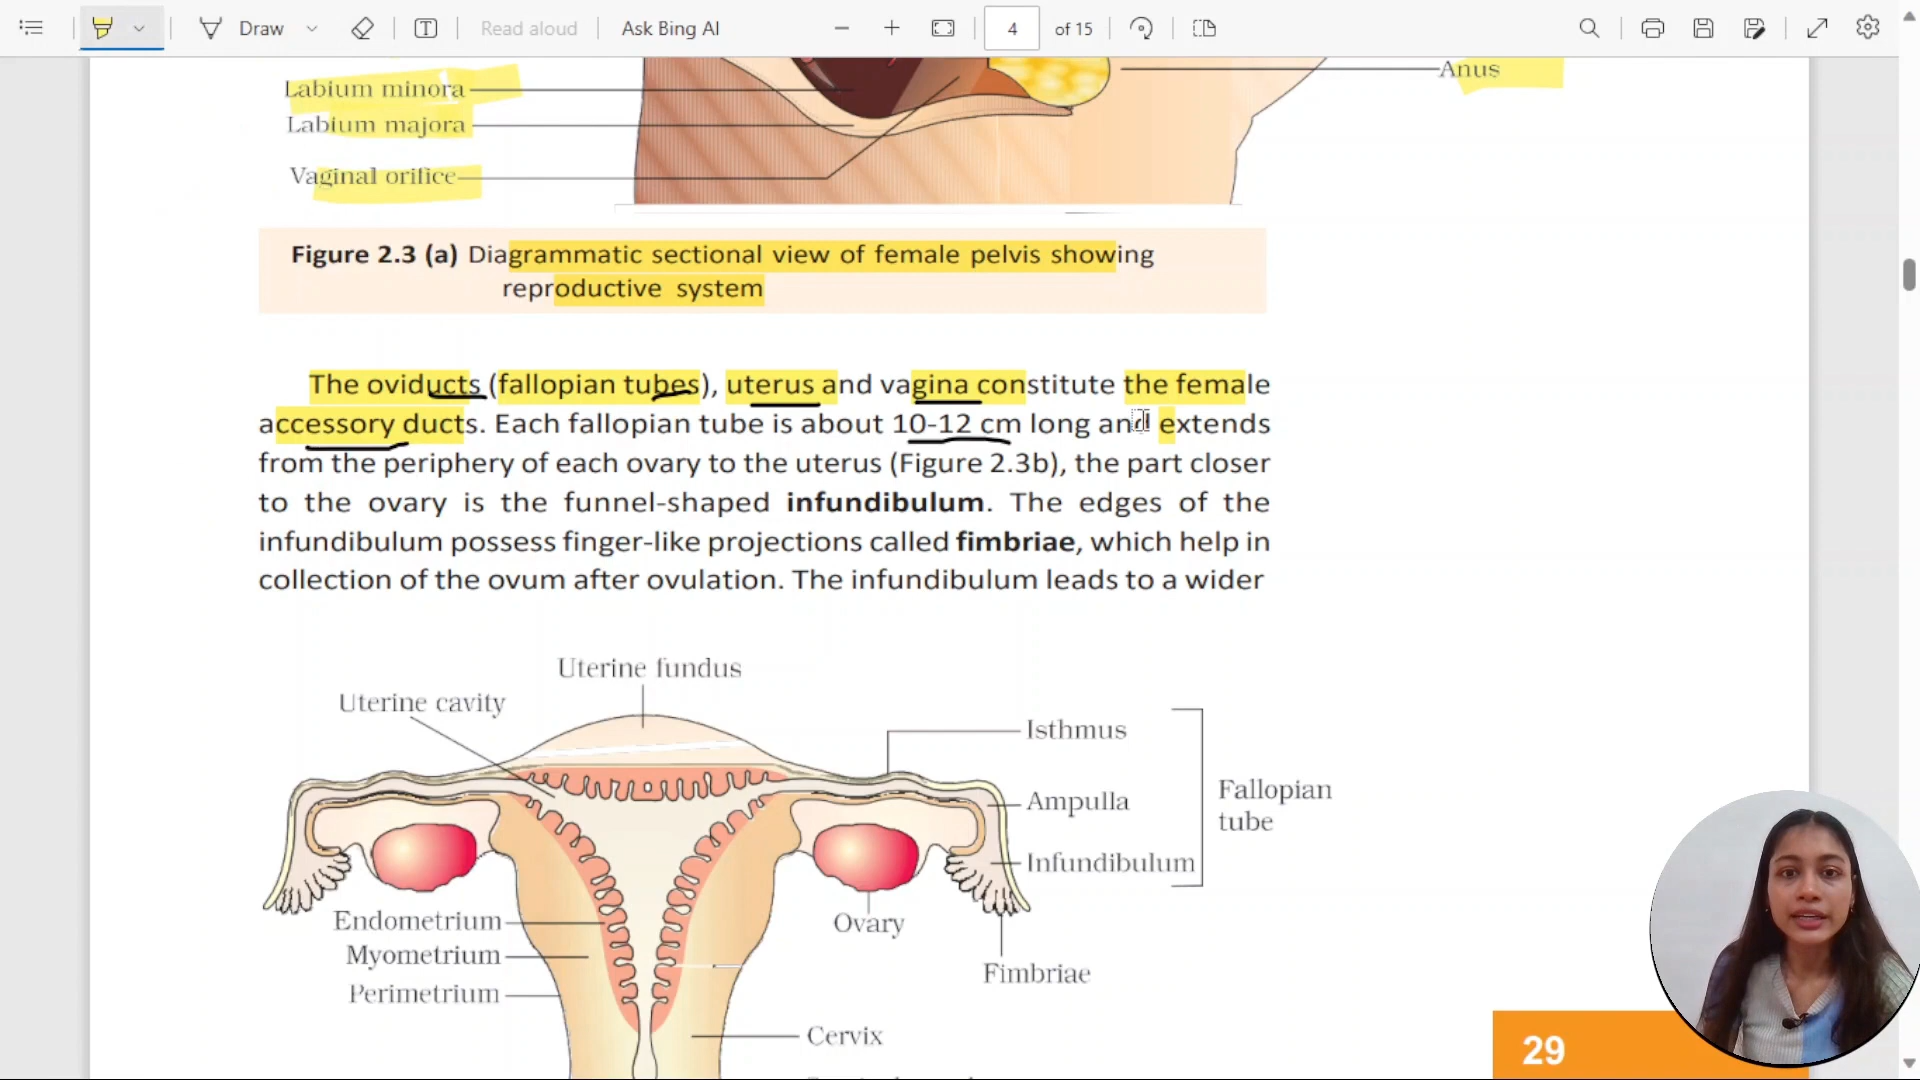 Draw
Read aloud
Ask Bing AI
4 of 15
Labium minora
Anus
Labium majora
Vaginal orifice
Figure 2.3 (a) Diagrammatic sectional view of female pelvis showing
reproductive system
The oviducts (fallopian tubes), uterus and vagina constitute the female
accessory ducts. Each fallopian tube is about 10-12 cm long and extends
from the periphery of each ovary to the uterus (Figure 2.3b), the part closer
to the ovary is the funnel-shaped infundibulum. The edges of the
infundibulum possess finger-like projections called fimbriae, which help in
collection of the ovum after ovulation. The infundibulum leads to a wider
Uterine fundus
Uterine cavity
Isthmus
Ampulla
Fallopian
tube
Infundibulum
Endometrium
Ovary
Myometrium
Fimbriae
Perimetrium
Cervix
29